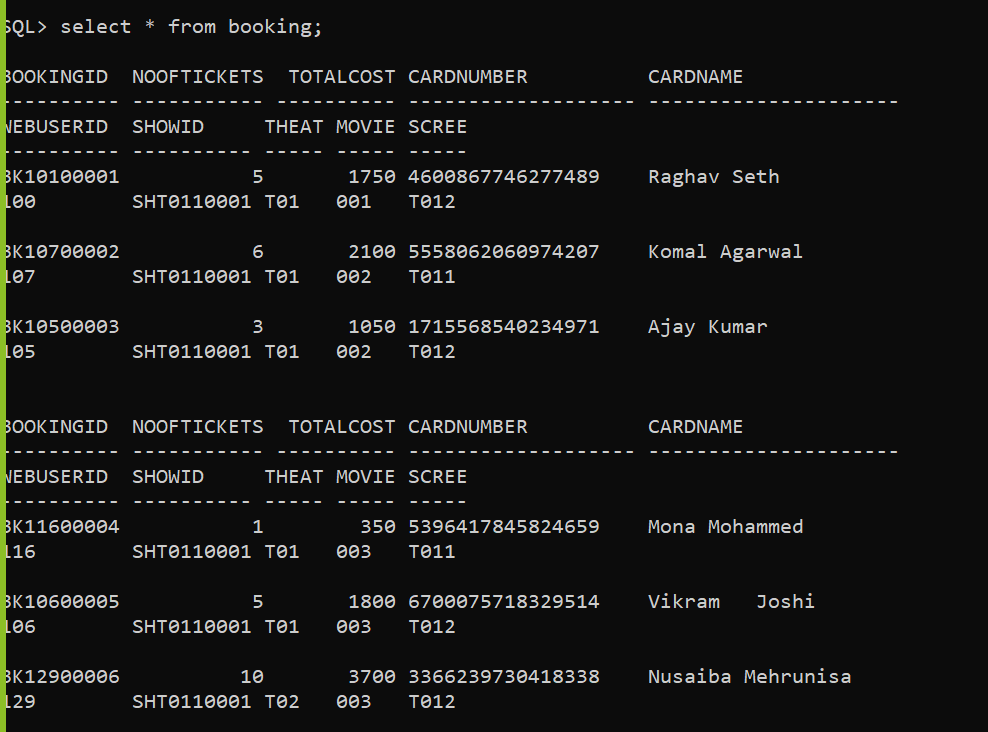 SQL> select * from booking;
BOOKINGID  NOOFTICKETS  TOTALCOST CARDNUMBER          CARDNAME
---------- ----------- ---------- ------------------- ---------------------
WEBUSERID  SHOWID     THEAT MOVIE SCREE
---------- ---------- ----- ----- -----
BK10100001           5       1750 4600867746277489    Raghav Seth
100        SHT0110001 T01   001   T012
BK10700002           6       2100 5558062060974207    Komal Agarwal
107        SHT0110001 T01   002   T011
BK10500003           3       1050 1715568540234971    Ajay Kumar
105        SHT0110001 T01   002   T012
BOOKINGID  NOOFTICKETS  TOTALCOST CARDNUMBER          CARDNAME
---------- ----------- ---------- ------------------- ---------------------
WEBUSERID  SHOWID     THEAT MOVIE SCREE
---------- ---------- ----- ----- -----
BK11600004           1        350 5396417845824659    Mona Mohammed
116        SHT0110001 T01   003   T011
BK10600005           5       1800 6700075718329514    Vikram   Joshi
106        SHT0110001 T01   003   T012
BK12900006          10       3700 3366239730418338    Nusaiba Mehrunisa
129        SHT0110001 T02   003   T012